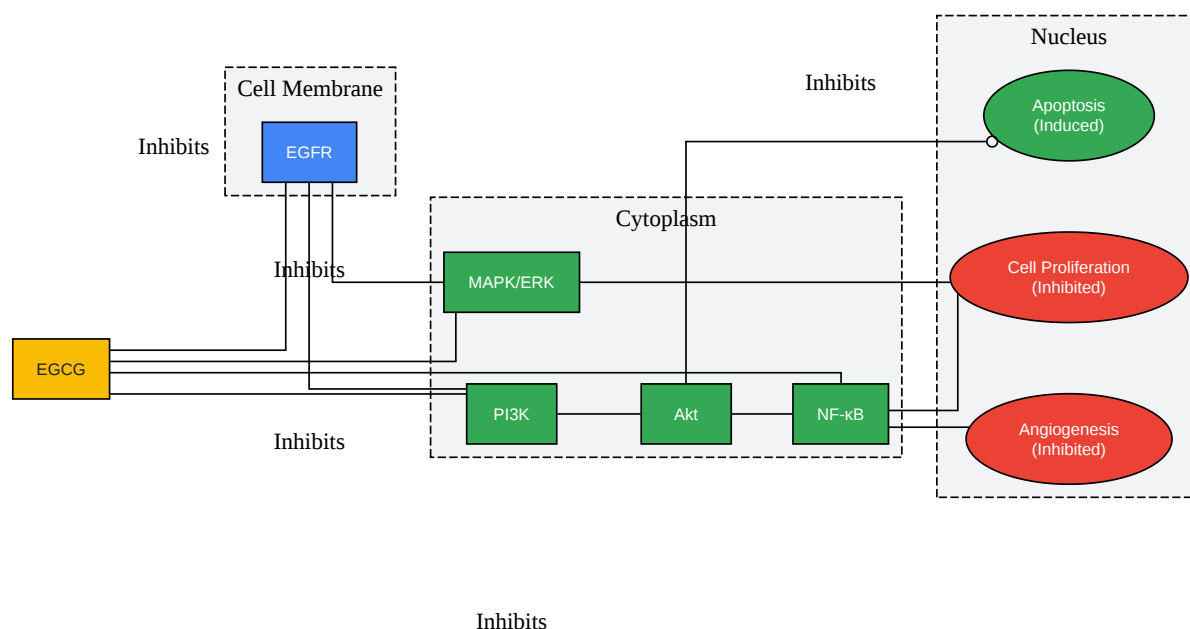 Nucleus
Inhibits
Cell Membrane
Apoptosis
(Induced)
Inhibits
EGFR
Cytoplasm
Inhibits
MAPK/ERK
Cell Proliferation
(Inhibited)
EGCG
PI3K
Akt
NF-κB
Angiogenesis
(Inhibited)
Inhibits
Inhibits